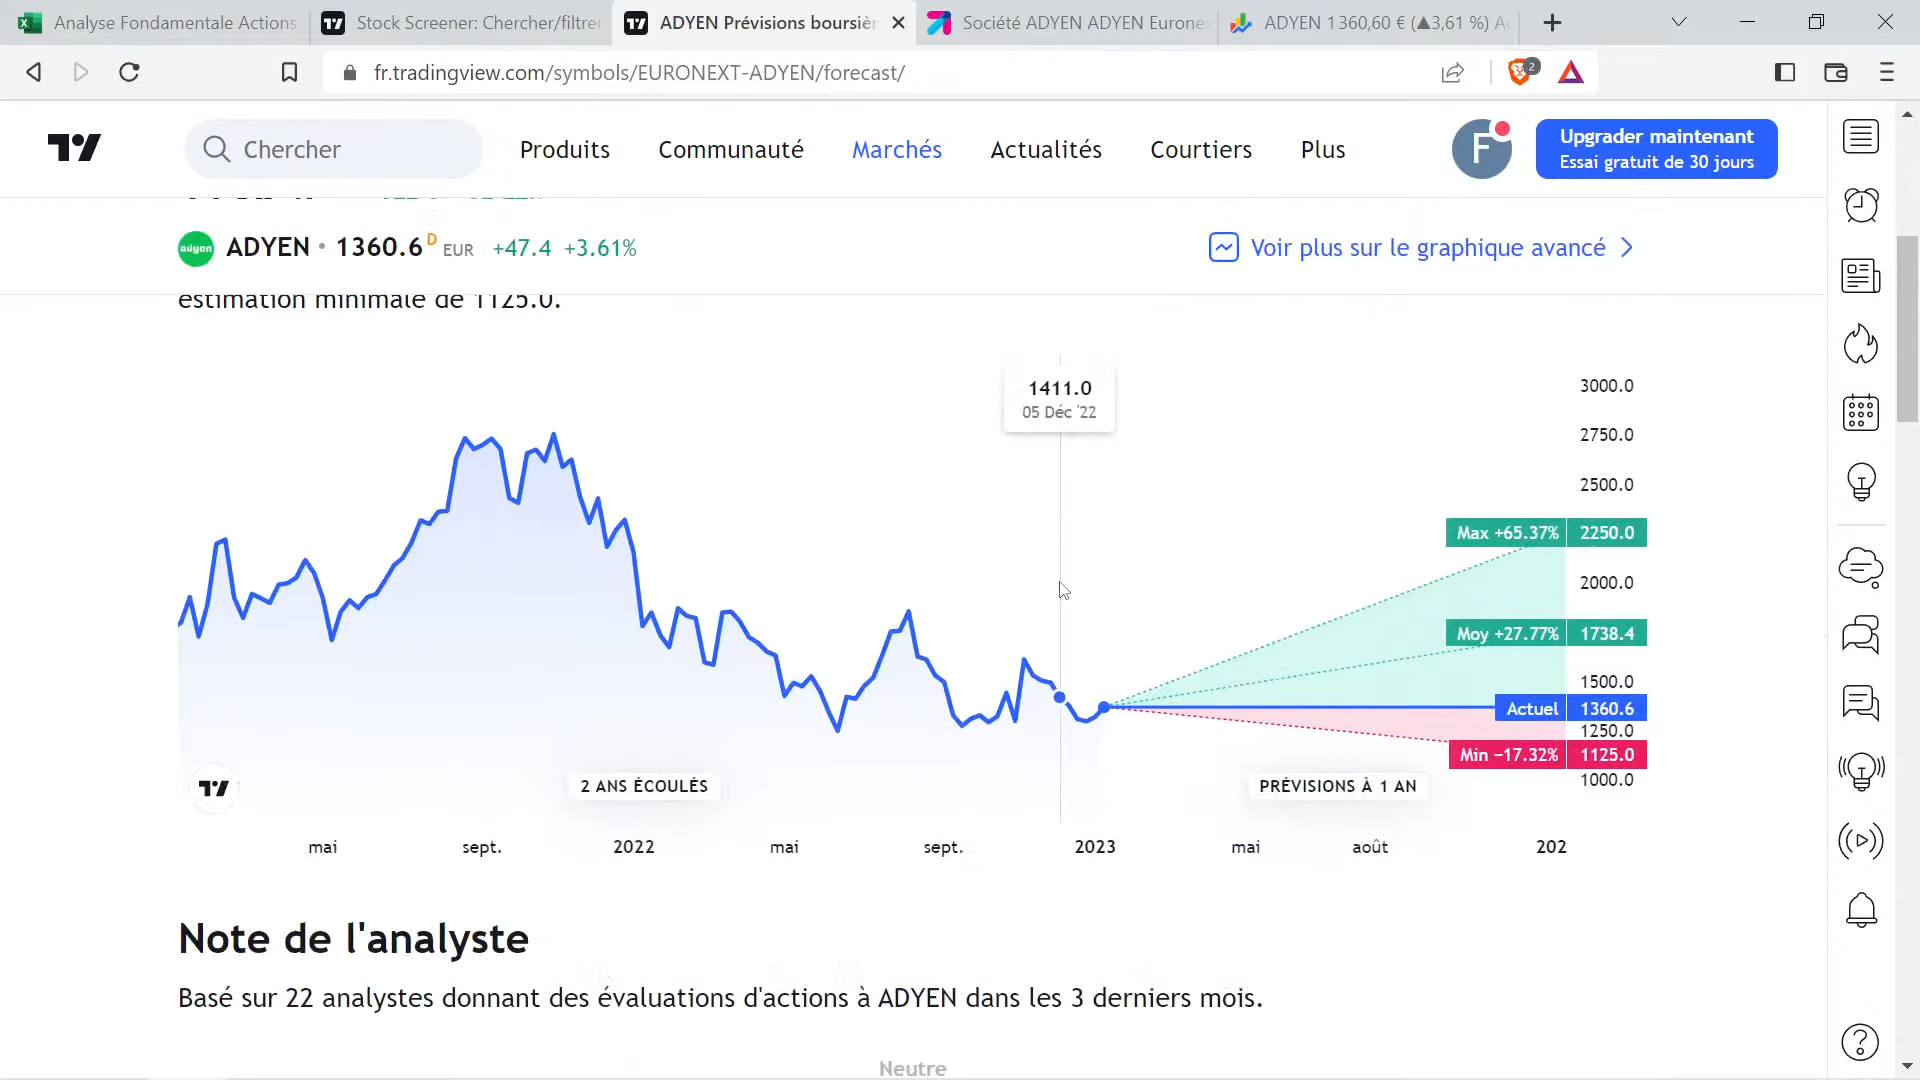 Analyse Fondamentale Actions
Stock Screener: Chercher/filtrer
ADYEN Prévisions boursièr
Société ADYEN ADYEN Eurone
ADYEN 1 360,60 € (▲3,61 %) A
fr.tradingview.com/symbols/EURONEXT-ADYEN/forecast/
2
Chercher
Produits
Communauté
Marchés
Actualités
Courtiers
Plus
F
Upgrader maintenant
Essai gratuit de 30 jours
adyen
ADYEN • 1360.6 D EUR +47.4 +3.61%
Voir plus sur le graphique avancé
estimation minimale de 1125.0.
1411.0
05 Déc '22
3000.0
2750.0
2500.0
Max +65.37% 2250.0
2000.0
Moy +27.77% 1738.4
1500.0
Actuel 1360.6
1250.0
Min −17.32% 1125.0
1000.0
2 ANS ÉCOULÉS
PRÉVISIONS À 1 AN
mai sept. 2022 mai sept. 2023 mai août 202
Note de l'analyste
Basé sur 22 analystes donnant des évaluations d'actions à ADYEN dans les 3 derniers mois.
Neutre